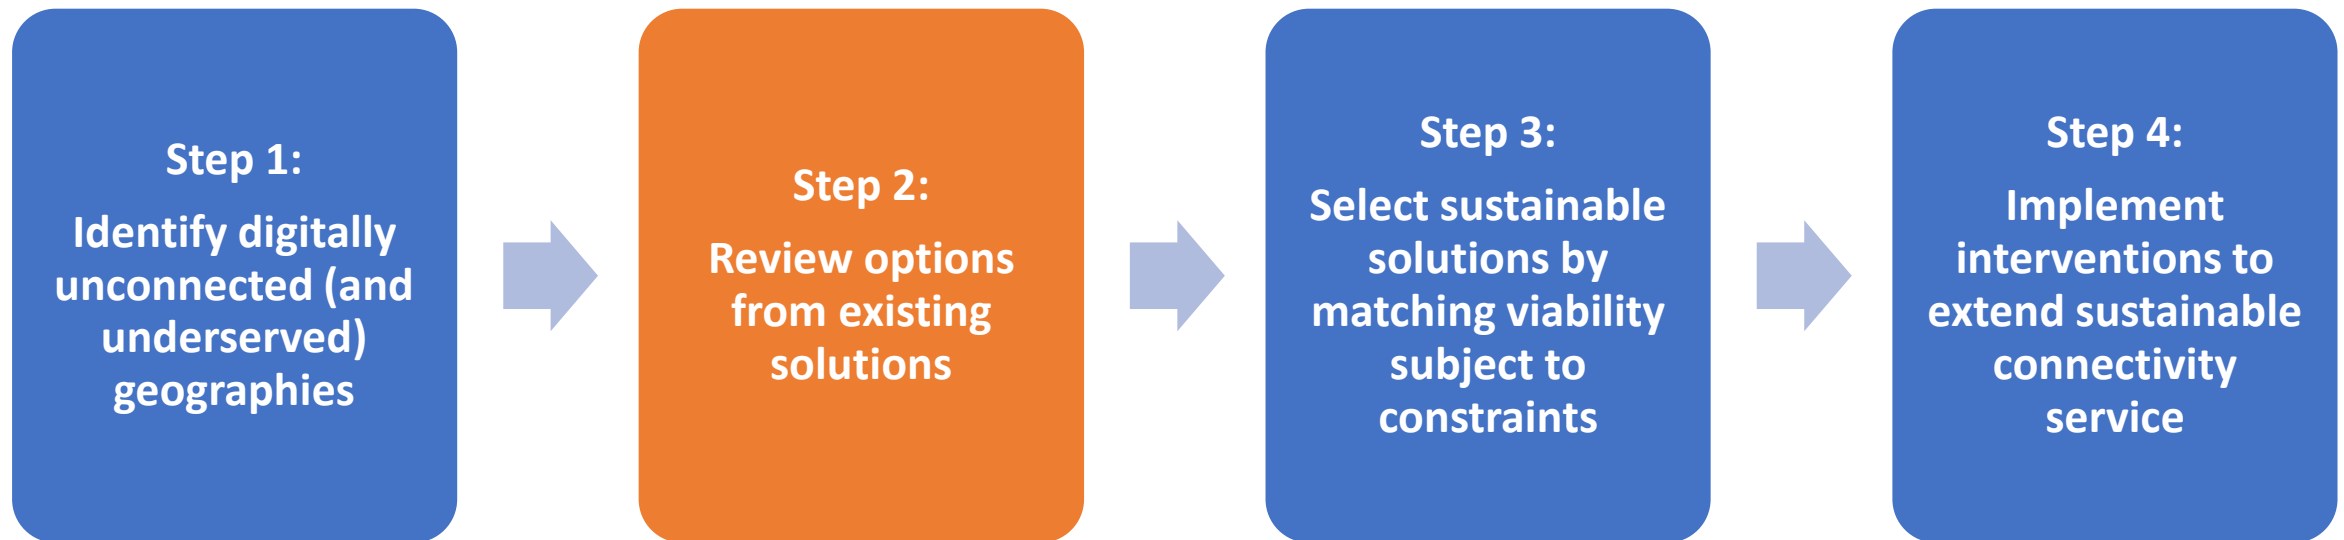 Step 1:
Identify digitally
unconnected (and
underserved)
geographies
Step 2:
Review options
from existing
solutions
Step 3:
Select sustainable
solutions by
matching viability
subject to
constraints
Step 4:
Implement
interventions to
extend sustainable
connectivity
service